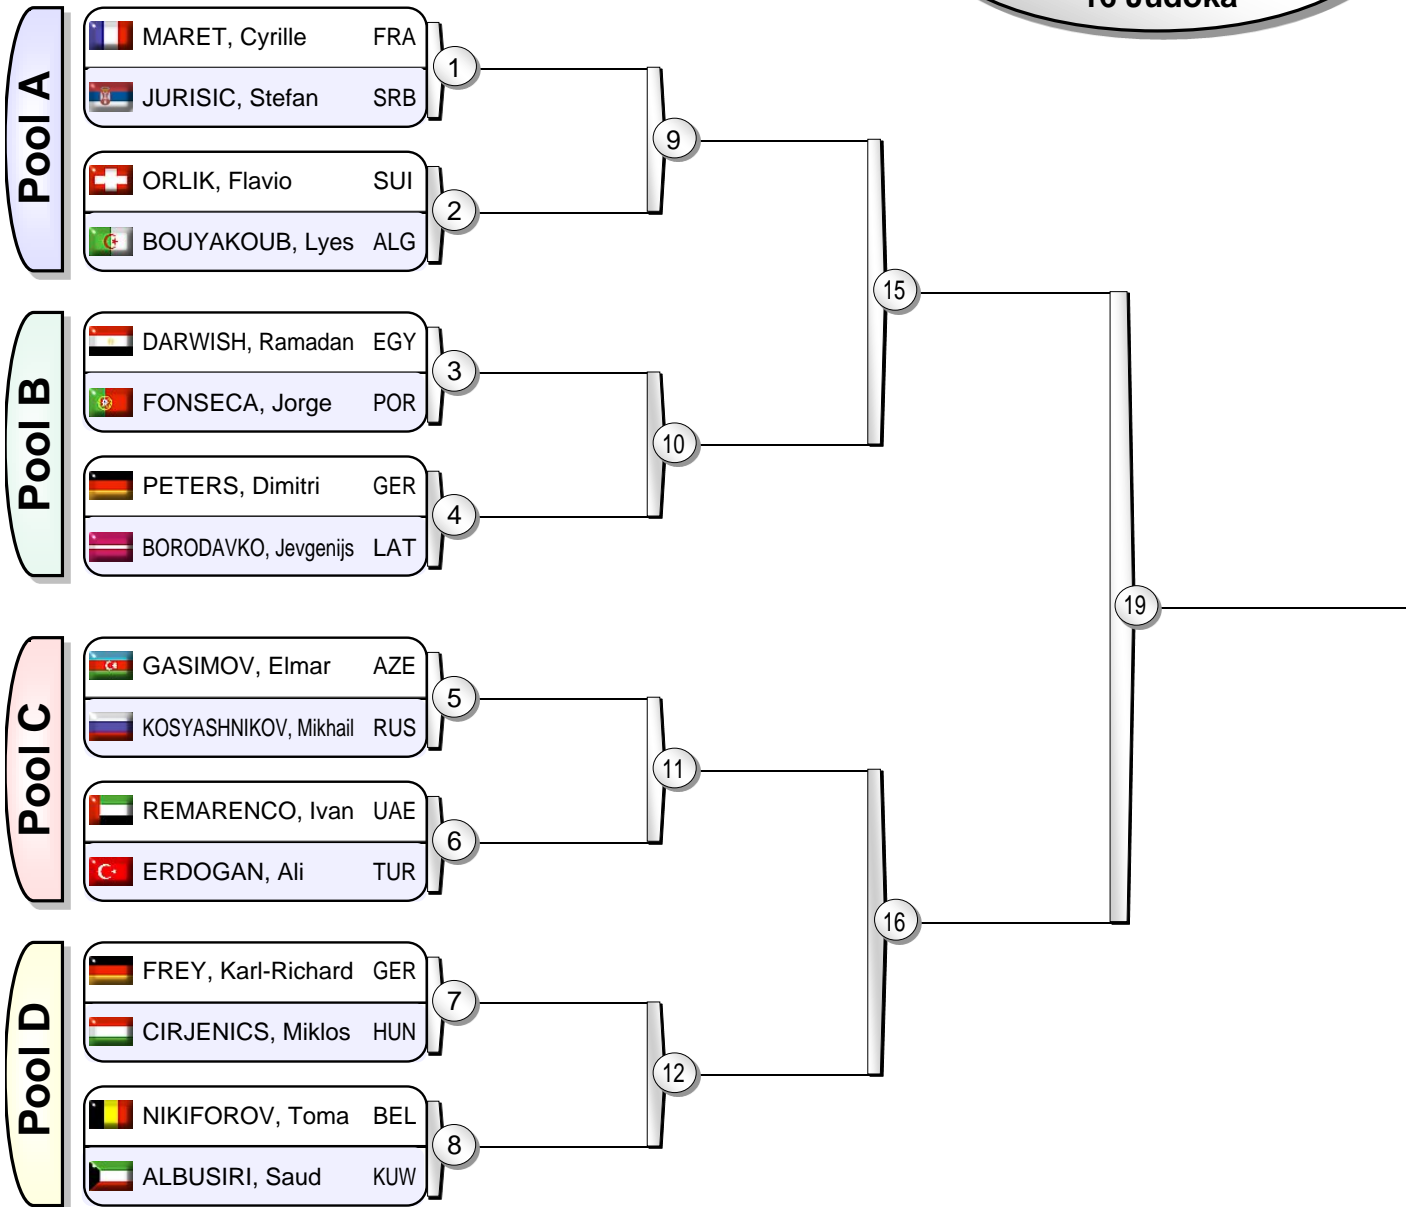 16 Judoka
Pool A
MARET, Cyrille FRA
1
JURISIC, Stefan SRB
9
ORLIK, Flavio SUI
2
BOUYAKOUB, Lyes ALG
15
Pool B
DARWISH, Ramadan EGY
3
FONSECA, Jorge POR
10
PETERS, Dimitri GER
4
BORODAVKO, Jevgenijs LAT
19
Pool C
GASIMOV, Elmar AZE
5
KOSYASHNIKOV, Mikhail RUS
11
REMARENCO, Ivan UAE
6
ERDOGAN, Ali TUR
16
Pool D
FREY, Karl-Richard GER
7
CIRJENICS, Miklos HUN
12
NIKIFOROV, Toma BEL
8
ALBUSIRI, Saud KUW